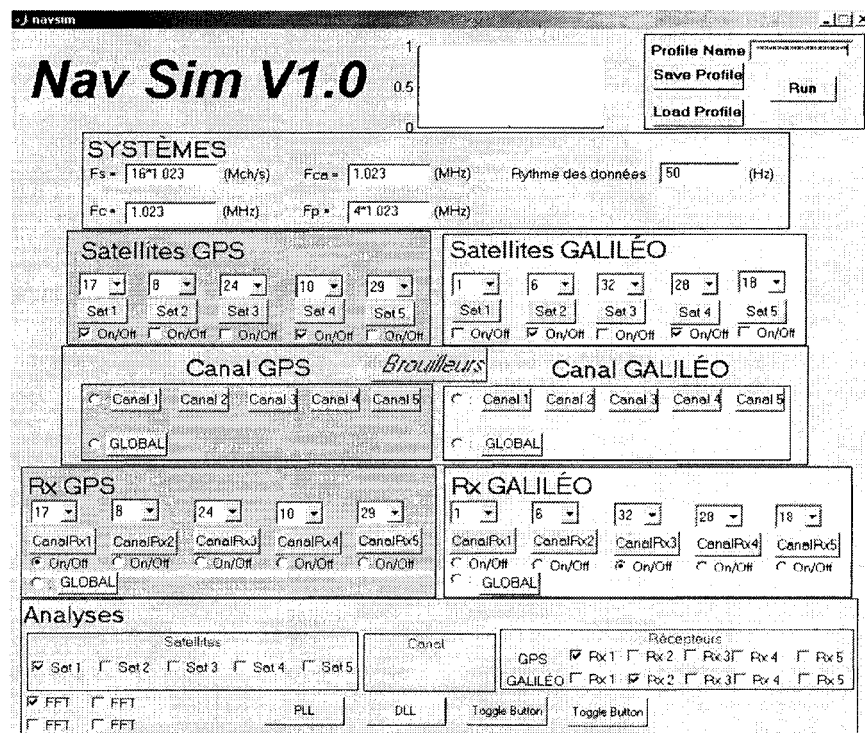 navsim
Nav Sim V1.0
1
0.5
0
Profile Name
Save Profile
Run
Load Profile
SYSTÈMES
Fs = 16*1.023 (Mch/s) Fca = 1.023 (MHz) Rythme des données 50 (Hz)
Fc = 1.023 (MHz) Fp = 4*1.023 (MHz)
Satellites GPS
17 8 24 10 29
Sat 1 Sat 2 Sat 3 Sat 4 Sat 5
On/Off On/Off On/Off On/Off On/Off
Satellites GALILÉO
1 6 32 28 18
Sat 1 Sat 2 Sat 3 Sat 4 Sat 5
On/Off On/Off On/Off On/Off On/Off
Canal GPS
Brouilleurs
Canal GALILÉO
Canal 1 Canal 2 Canal 3 Canal 4 Canal 5
GLOBAL
Canal 1 Canal 2 Canal 3 Canal 4 Canal 5
GLOBAL
Rx GPS
17 8 24 10 29
CanalRx1 CanalRx2 CanalRx3 CanalRx4 CanalRx5
On/Off On/Off On/Off On/Off On/Off
GLOBAL
Rx GALILÉO
1 6 32 28 18
CanalRx1 CanalRx2 CanalRx3 CanalRx4 CanalRx5
On/Off On/Off On/Off On/Off On/Off
GLOBAL
Analyses
Satellites
Sat 1 Sat 2 Sat 3 Sat 4 Sat 5
Canal
Récepteurs
GPS Rx 1 Rx 2 Rx 3 Rx 4 Rx 5
GALILÉO Rx 1 Rx 2 Rx 3 Rx 4 Rx 5
FFT FFT
FFT FFT
PLL DLL Toggle Button Toggle Button